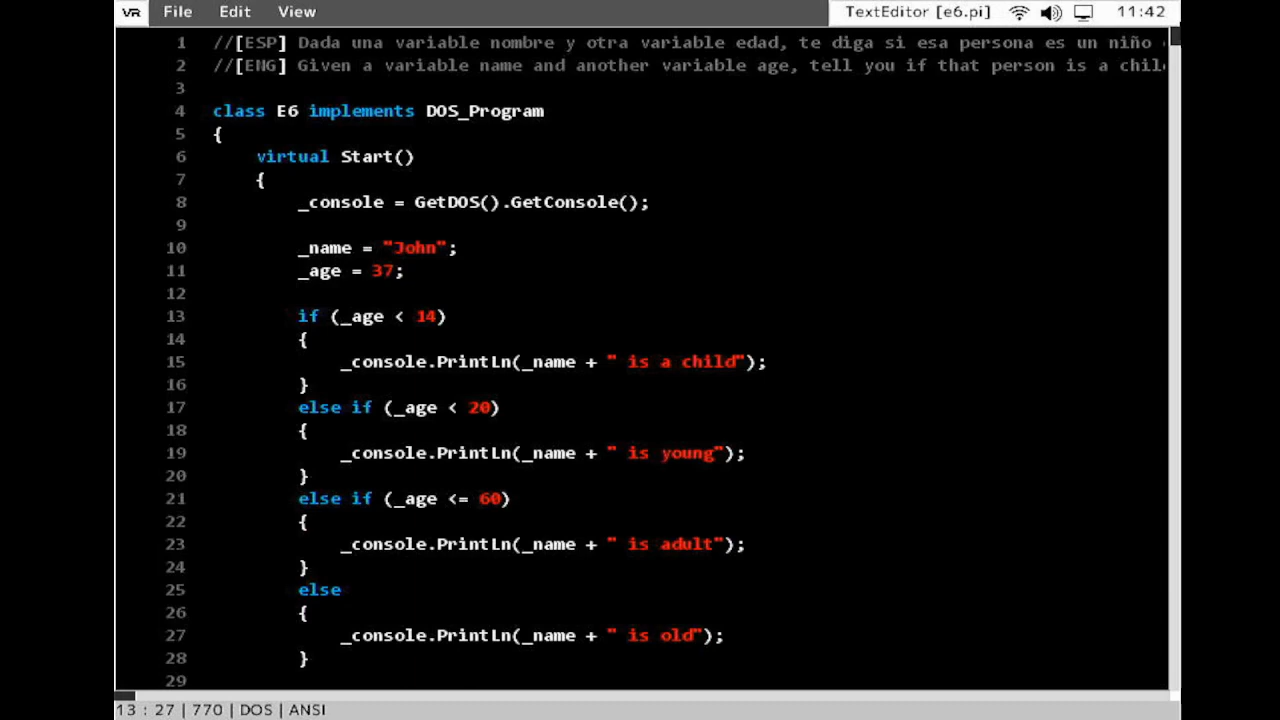 VR File Edit View TextEditor [e6.pi] 11:42
1 //[ESP] Dada una variable nombre y otra variable edad, te diga si esa persona es un niño
2 //[ENG] Given a variable name and another variable age, tell you if that person is a chil
3
4 class E6 implements DOS_Program
5 {
6 virtual Start()
7 {
8 _console = GetDOS().GetConsole();
9
10 _name = "John";
11 _age = 37;
12
13 if (_age < 14)
14 {
15 _console.PrintLn(_name + " is a child");
16 }
17 else if (_age < 20)
18 {
19 _console.PrintLn(_name + " is young");
20 }
21 else if (_age <= 60)
22 {
23 _console.PrintLn(_name + " is adult");
24 }
25 else
26 {
27 _console.PrintLn(_name + " is old");
28 }
29
13 : 27 | 770 | DOS | ANSI